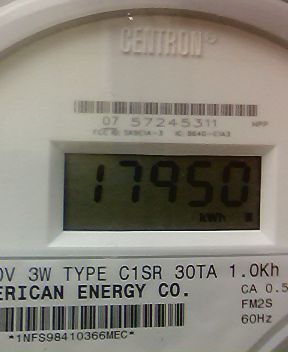 CENTRON®
07 57245311 NPP
17950
kWh
0V 3W TYPE C1SR 30TA 1.0Kh
ERICAN ENERGY CO.
CA 0.5
FM2S
60Hz
*1NFS98410366MEC*